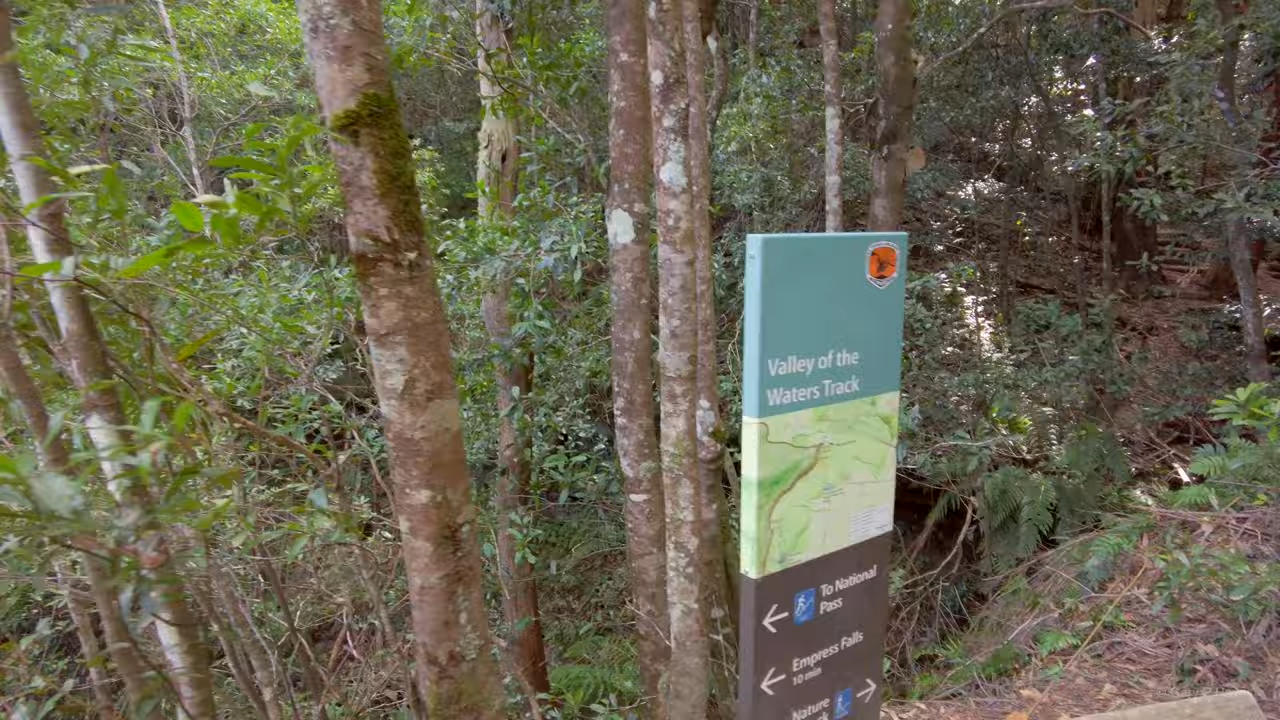 Valley of the
Waters Track
To National
Pass
Empress Falls
10 min
Nature